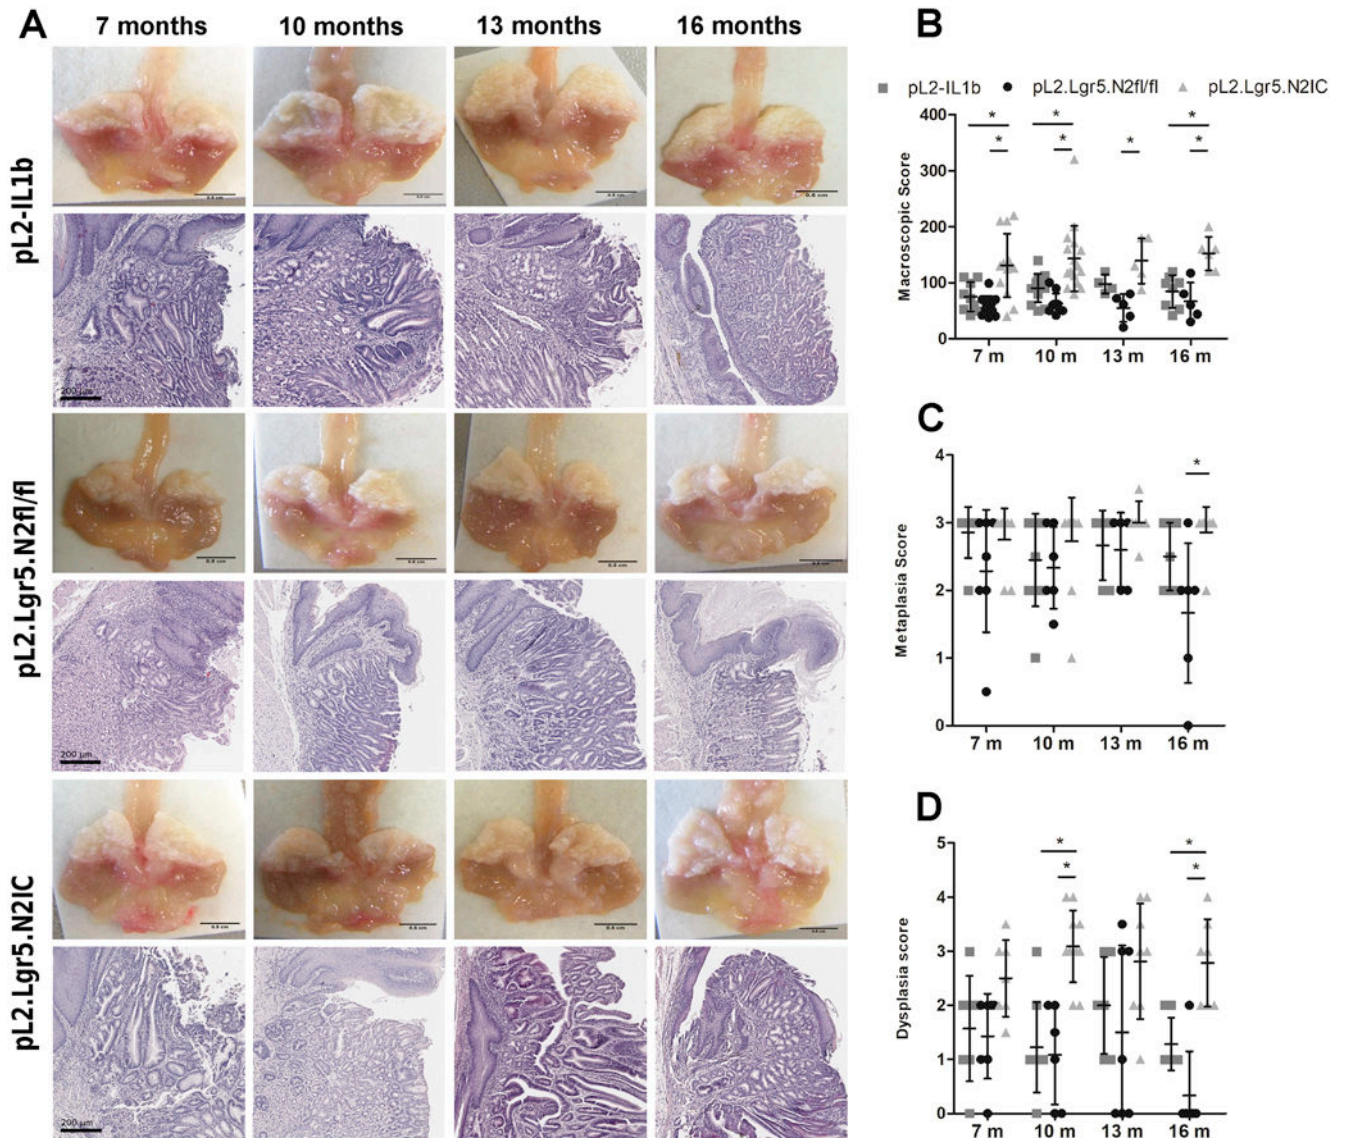 A
7 months
10 months
13 months
16 months
pL2-IL1b
200 µm
pL2.Lgr5.N2fl/fl
200 µm
pL2.Lgr5.N2IC
200 µm
B
pL2-IL1b
pL2.Lgr5.N2fl/fl
pL2.Lgr5.N2IC
Macroscopic Score
400
300
200
100
0
* * * * * * *
7 m
10 m
13 m
16 m
C
Metaplasia Score
4
3
2
1
0
*
7 m
10 m
13 m
16 m
D
Dysplasia score
5
4
3
2
1
0
* * * *
7 m
10 m
13 m
16 m